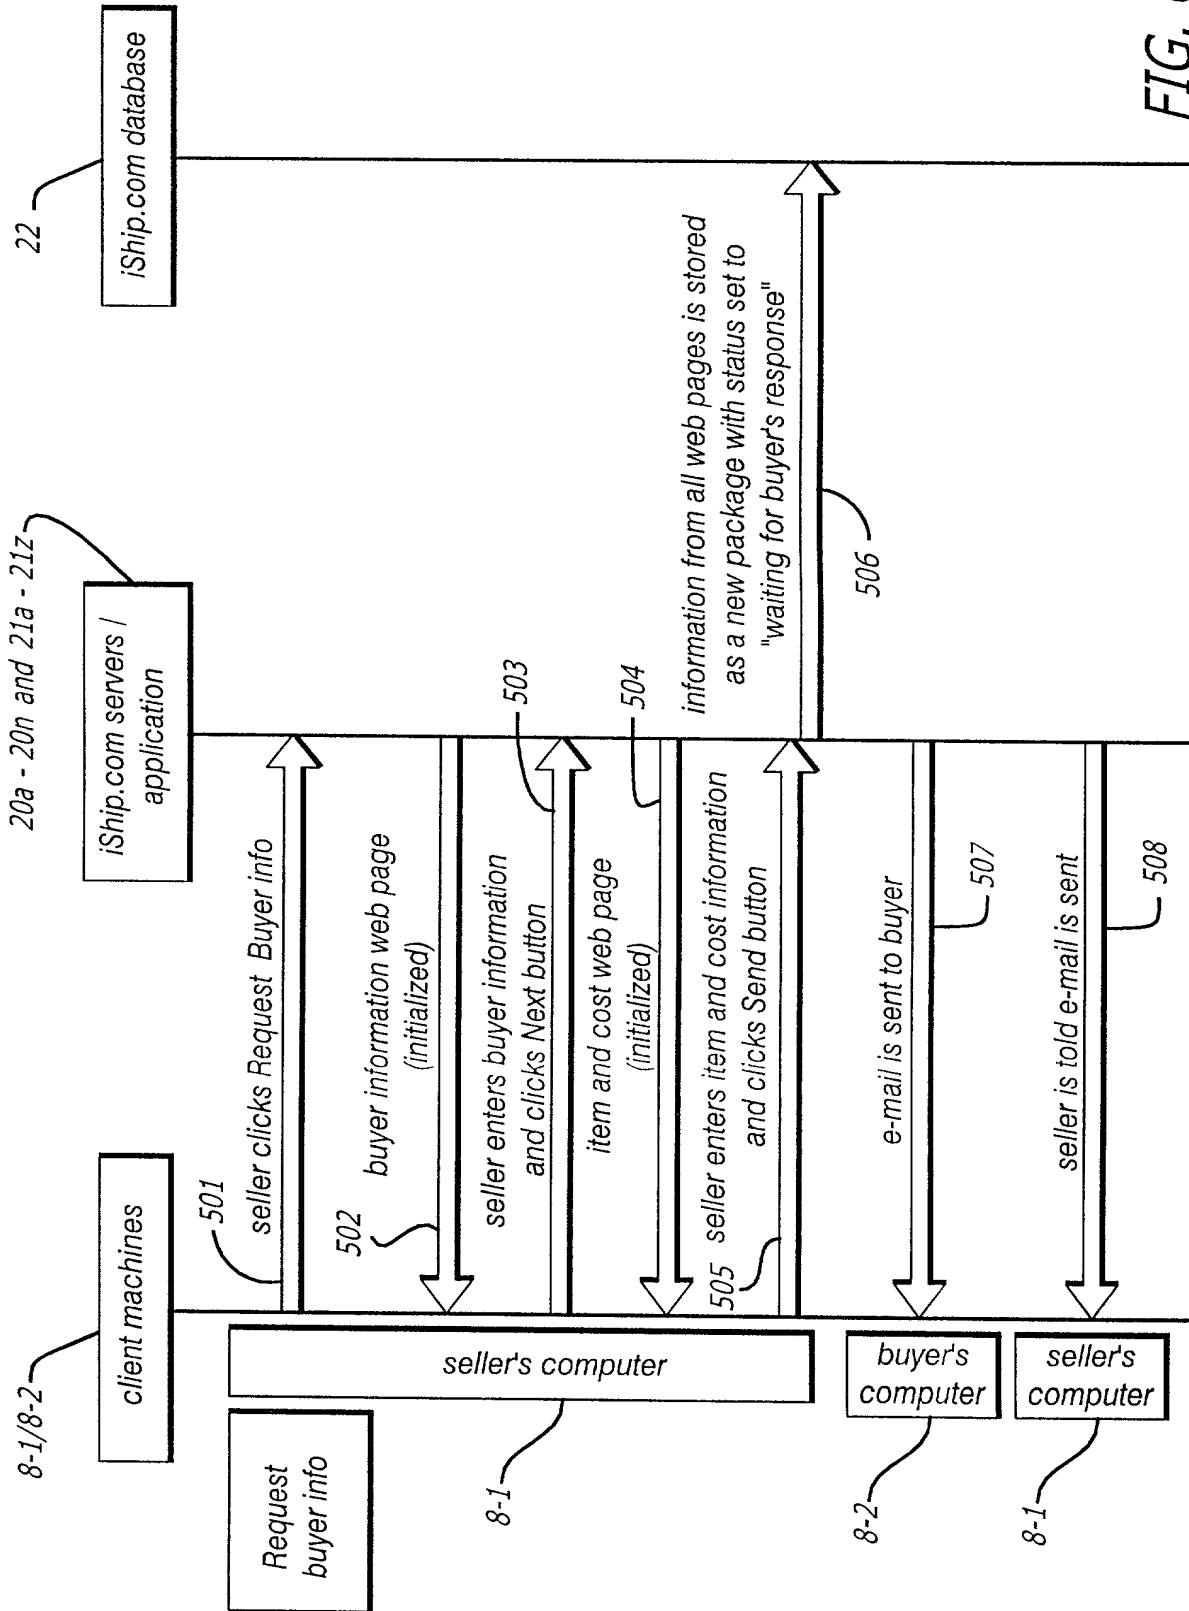 8-1/8-2
client machines
20a - 20n and 21a - 21z
iShip.com servers /
application
22
iShip.com database
Request
buyer info
seller's computer
8-1
501
seller clicks Request Buyer info
502
buyer information web page
(initialized)
seller enters buyer information
and clicks Next button
503
item and cost web page
(initialized)
504
505
seller enters item and cost information
and clicks Send button
information from all web pages is stored
as a new package with status set to
"waiting for buyer's response"
506
buyer's
computer
8-2
e-mail is sent to buyer
507
seller's
computer
8-1
seller is told e-mail is sent
508
FIG.